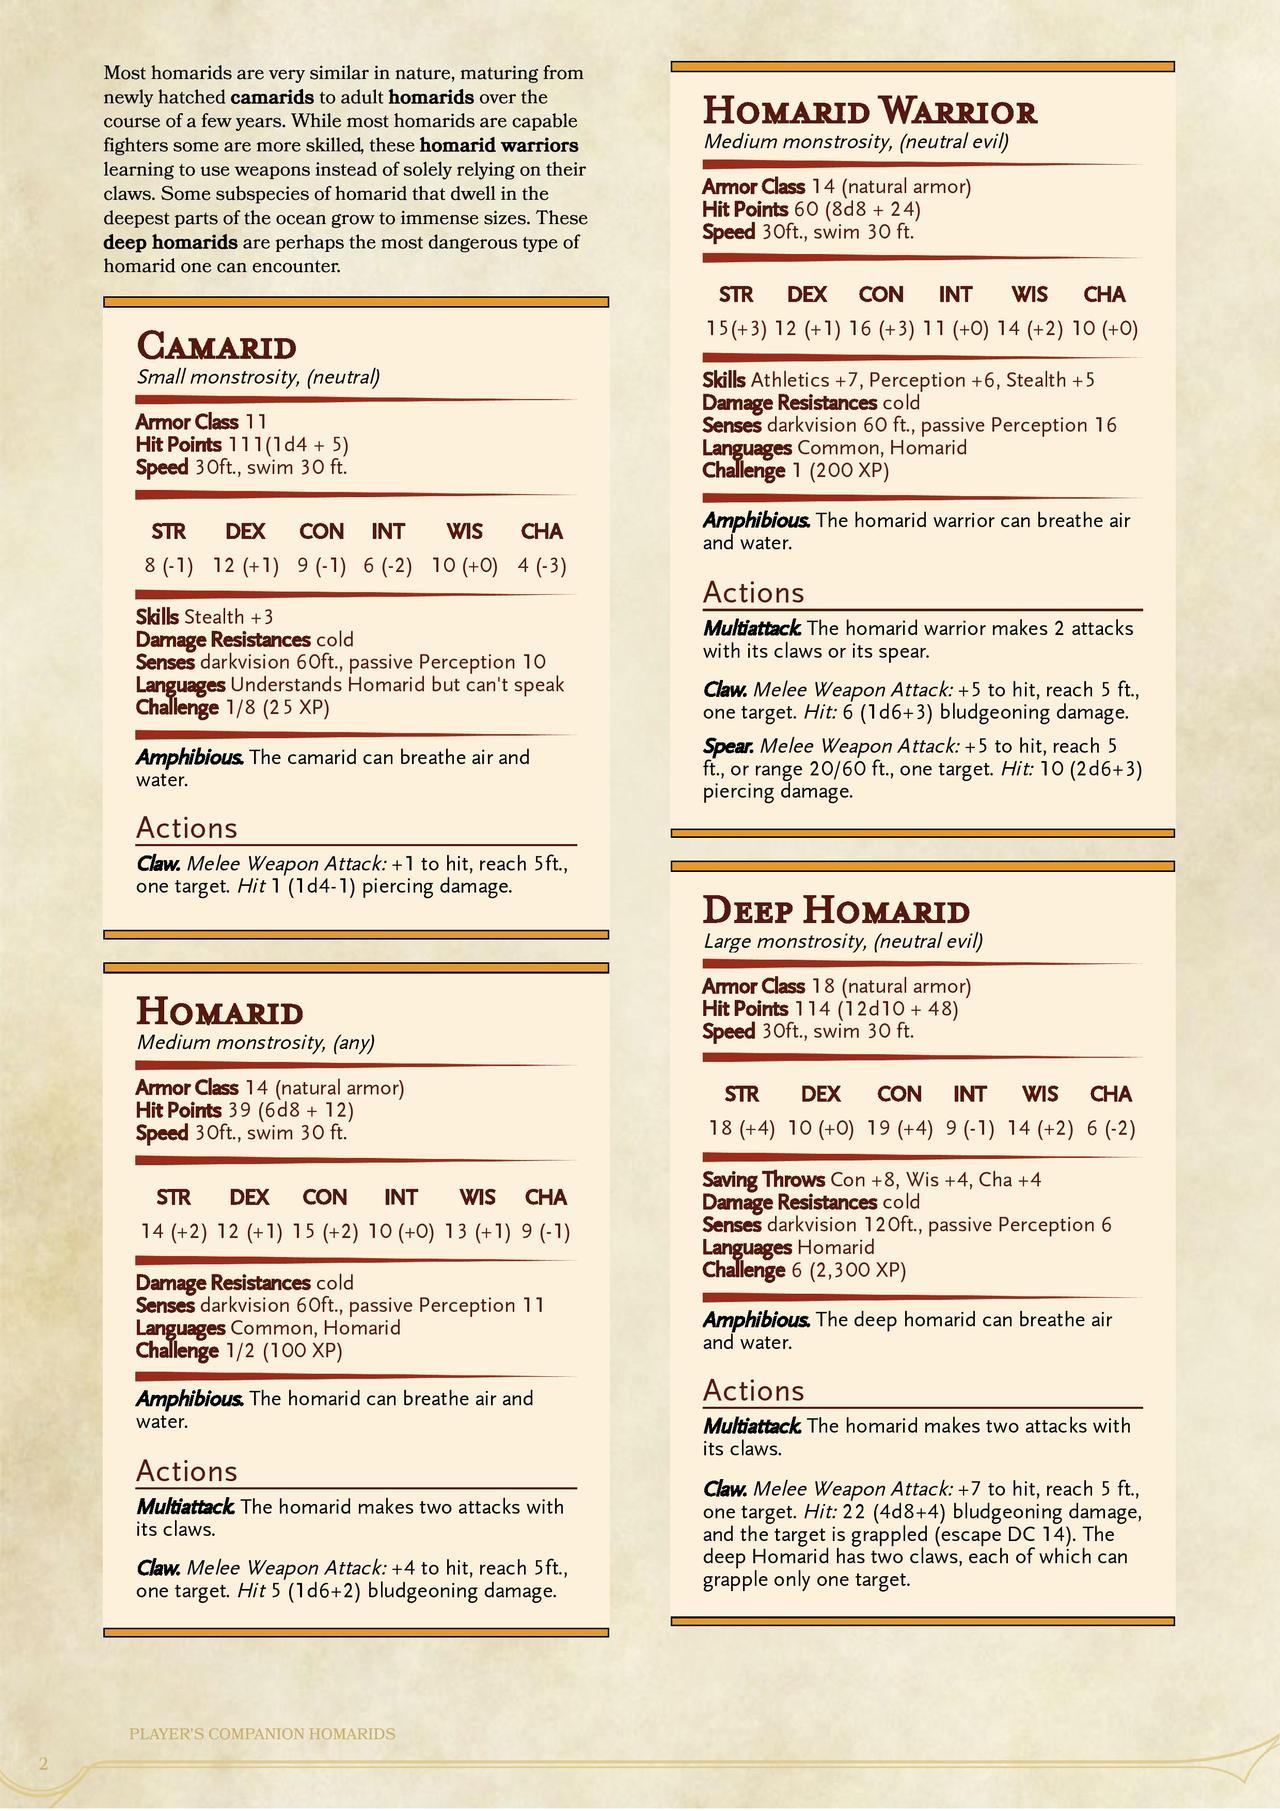 Most homarids are very similar in nature, maturing from
newly hatched camarids to adult homarids over the
course of a few years. While most homarids are capable
fighters some are more skilled, these homarid warriors
learning to use weapons instead of solely relying on their
claws. Some subspecies of homarid that dwell in the
deepest parts of the ocean grow to immense sizes. These
deep homarids are perhaps the most dangerous type of
homarid one can encounter.
Camarid
Small monstrosity, (neutral)
Armor Class 11
Hit Points 111(1d4 + 5)
Speed 30ft., swim 30 ft.
STR DEX CON INT WIS CHA
8 (-1) 12 (+1) 9 (-1) 6 (-2) 10 (+0) 4 (-3)
Skills Stealth +3
Damage Resistances cold
Senses darkvision 60ft., passive Perception 10
Languages Understands Homarid but can't speak
Challenge 1/8 (25 XP)
Amphibious. The camarid can breathe air and
water.
Actions
Claw. Melee Weapon Attack: +1 to hit, reach 5ft.,
one target. Hit 1 (1d4-1) piercing damage.
Homarid
Medium monstrosity, (any)
Armor Class 14 (natural armor)
Hit Points 39 (6d8 + 12)
Speed 30ft., swim 30 ft.
STR DEX CON INT WIS CHA
14 (+2) 12 (+1) 15 (+2) 10 (+0) 13 (+1) 9 (-1)
Damage Resistances cold
Senses darkvision 60ft., passive Perception 11
Languages Common, Homarid
Challenge 1/2 (100 XP)
Amphibious. The homarid can breathe air and
water.
Actions
Multiattack. The homarid makes two attacks with
its claws.
Claw. Melee Weapon Attack: +4 to hit, reach 5ft.,
one target. Hit 5 (1d6+2) bludgeoning damage.
Homarid Warrior
Medium monstrosity, (neutral evil)
Armor Class 14 (natural armor)
Hit Points 60 (8d8 + 24)
Speed 30ft., swim 30 ft.
STR DEX CON INT WIS CHA
15(+3) 12 (+1) 16 (+3) 11 (+0) 14 (+2) 10 (+0)
Skills Athletics +7, Perception +6, Stealth +5
Damage Resistances cold
Senses darkvision 60 ft., passive Perception 16
Languages Common, Homarid
Challenge 1 (200 XP)
Amphibious. The homarid warrior can breathe air
and water.
Actions
Multiattack. The homarid warrior makes 2 attacks
with its claws or its spear.
Claw. Melee Weapon Attack: +5 to hit, reach 5 ft.,
one target. Hit: 6 (1d6+3) bludgeoning damage.
Spear. Melee Weapon Attack: +5 to hit, reach 5
ft., or range 20/60 ft., one target. Hit: 10 (2d6+3)
piercing damage.
Deep Homarid
Large monstrosity, (neutral evil)
Armor Class 18 (natural armor)
Hit Points 114 (12d10 + 48)
Speed 30ft., swim 30 ft.
STR DEX CON INT WIS CHA
18 (+4) 10 (+0) 19 (+4) 9 (-1) 14 (+2) 6 (-2)
Saving Throws Con +8, Wis +4, Cha +4
Damage Resistances cold
Senses darkvision 120ft., passive Perception 6
Languages Homarid
Challenge 6 (2,300 XP)
Amphibious. The deep homarid can breathe air
and water.
Actions
Multiattack. The homarid makes two attacks with
its claws.
Claw. Melee Weapon Attack: +7 to hit, reach 5 ft.,
one target. Hit: 22 (4d8+4) bludgeoning damage,
and the target is grappled (escape DC 14). The
deep Homarid has two claws, each of which can
grapple only one target.
PLAYER'S COMPANION HOMARIDS
2